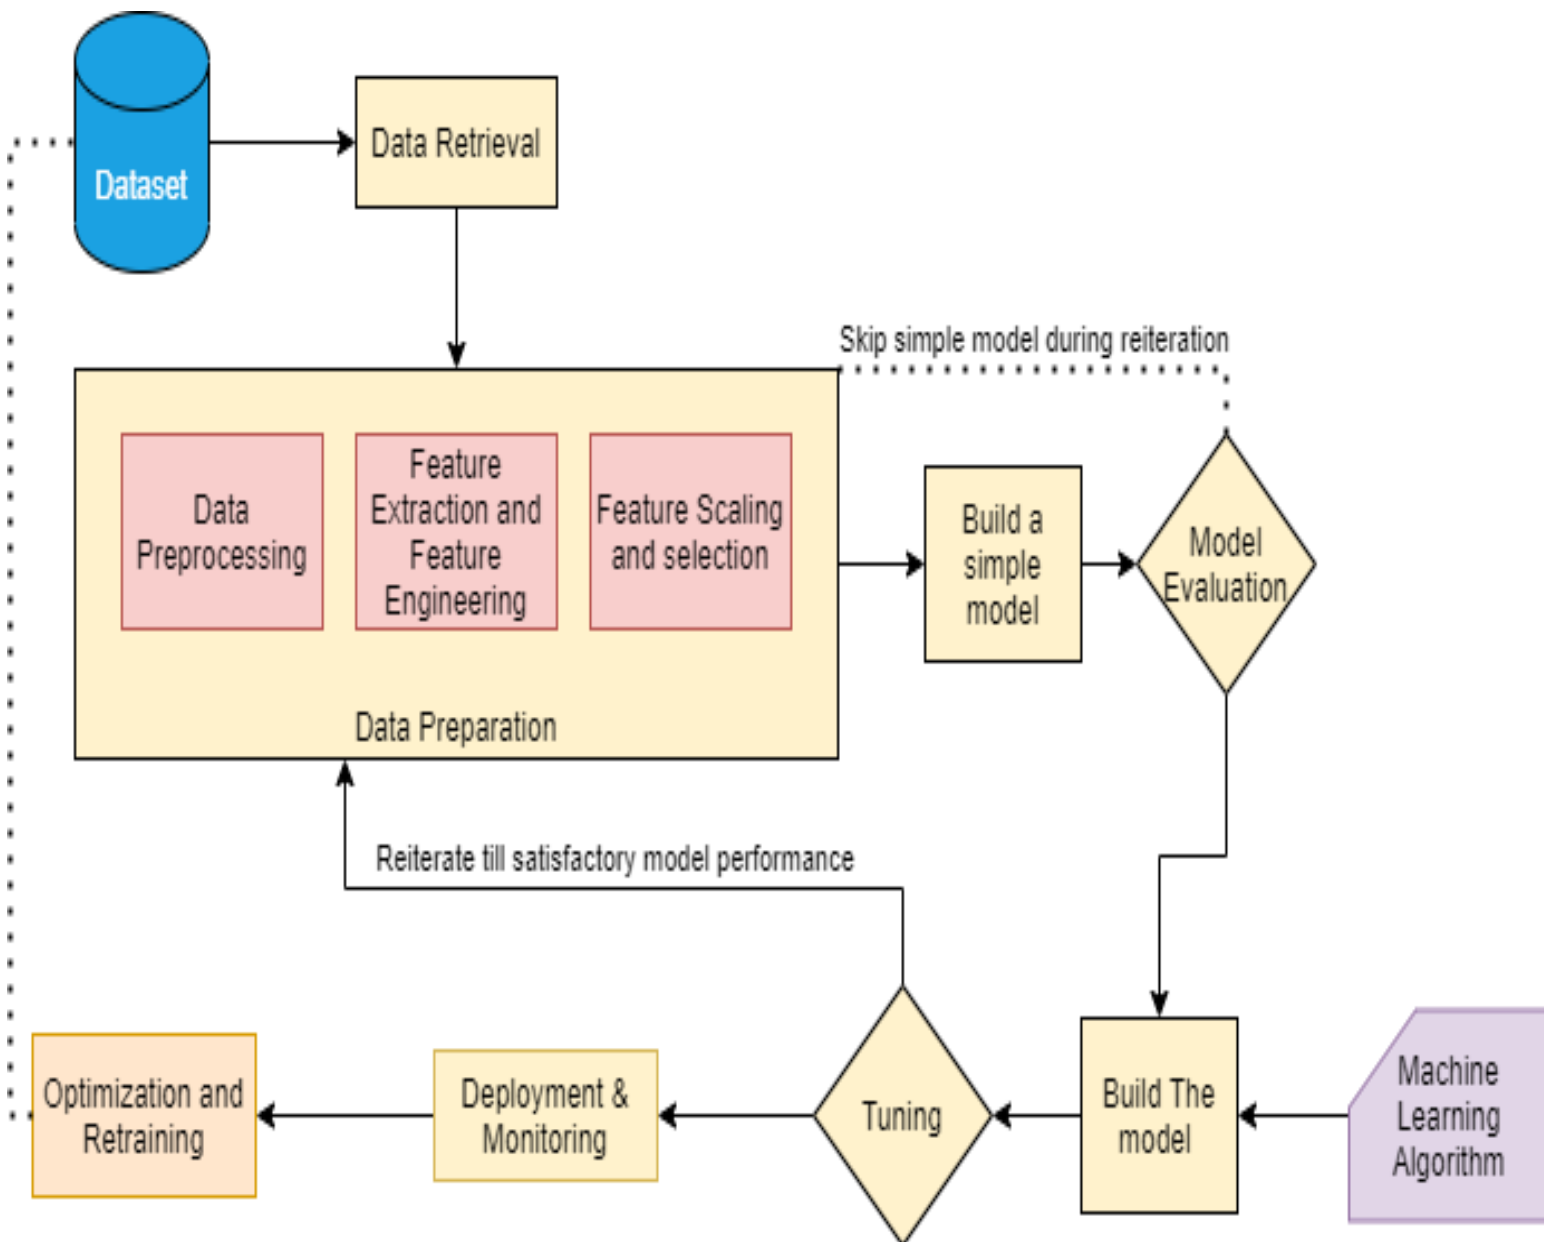 Dataset
Data Retrieval
Skip simple model during reiteration
Data
Preprocessing
Feature
Extraction and
Feature
Engineering
Feature Scaling
and selection
Data Preparation
Build a
simple
model
Model
Evaluation
Reiterate till satisfactory model performance
Optimization and
Retraining
Deployment &
Monitoring
Tuning
Build The
model
Machine
Learning
Algorithm